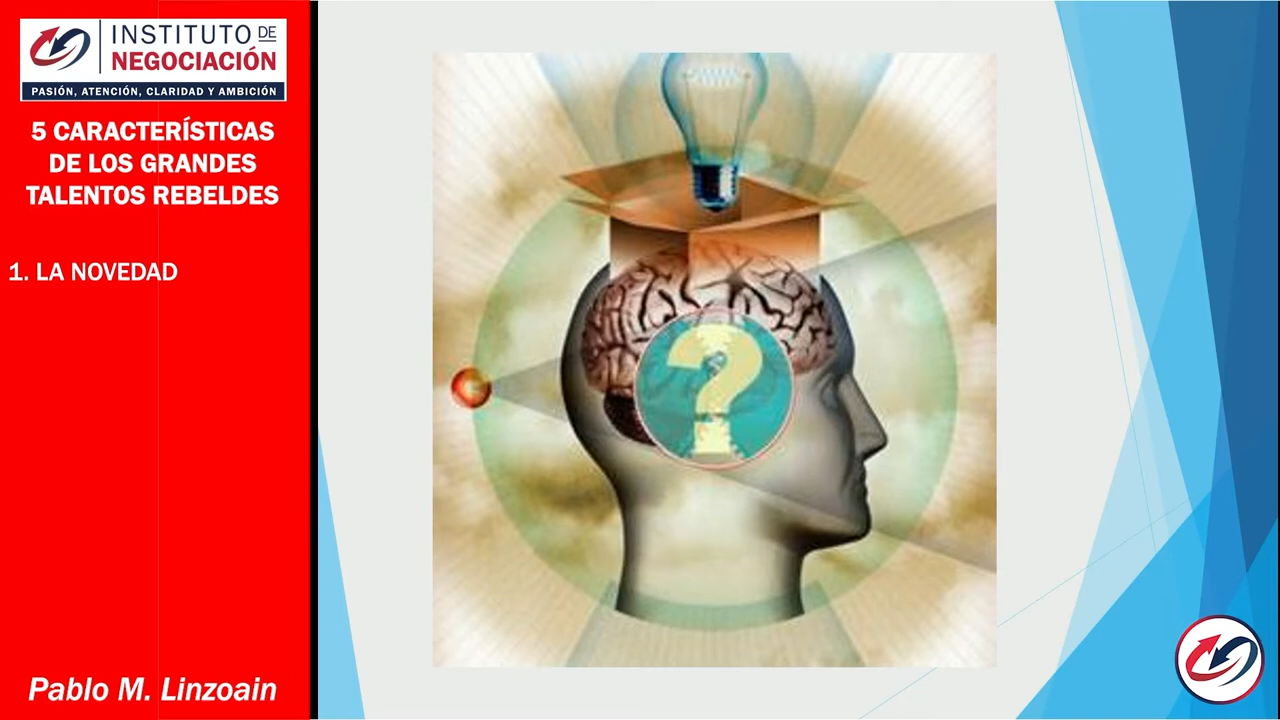 INSTITUTO DE
NEGOCIACIÓN
PASIÓN, ATENCIÓN, CLARIDAD Y AMBICIÓN
5 CARACTERÍSTICAS
DE LOS GRANDES
TALENTOS REBELDES
1. LA NOVEDAD
?
Pablo M. Linzoain